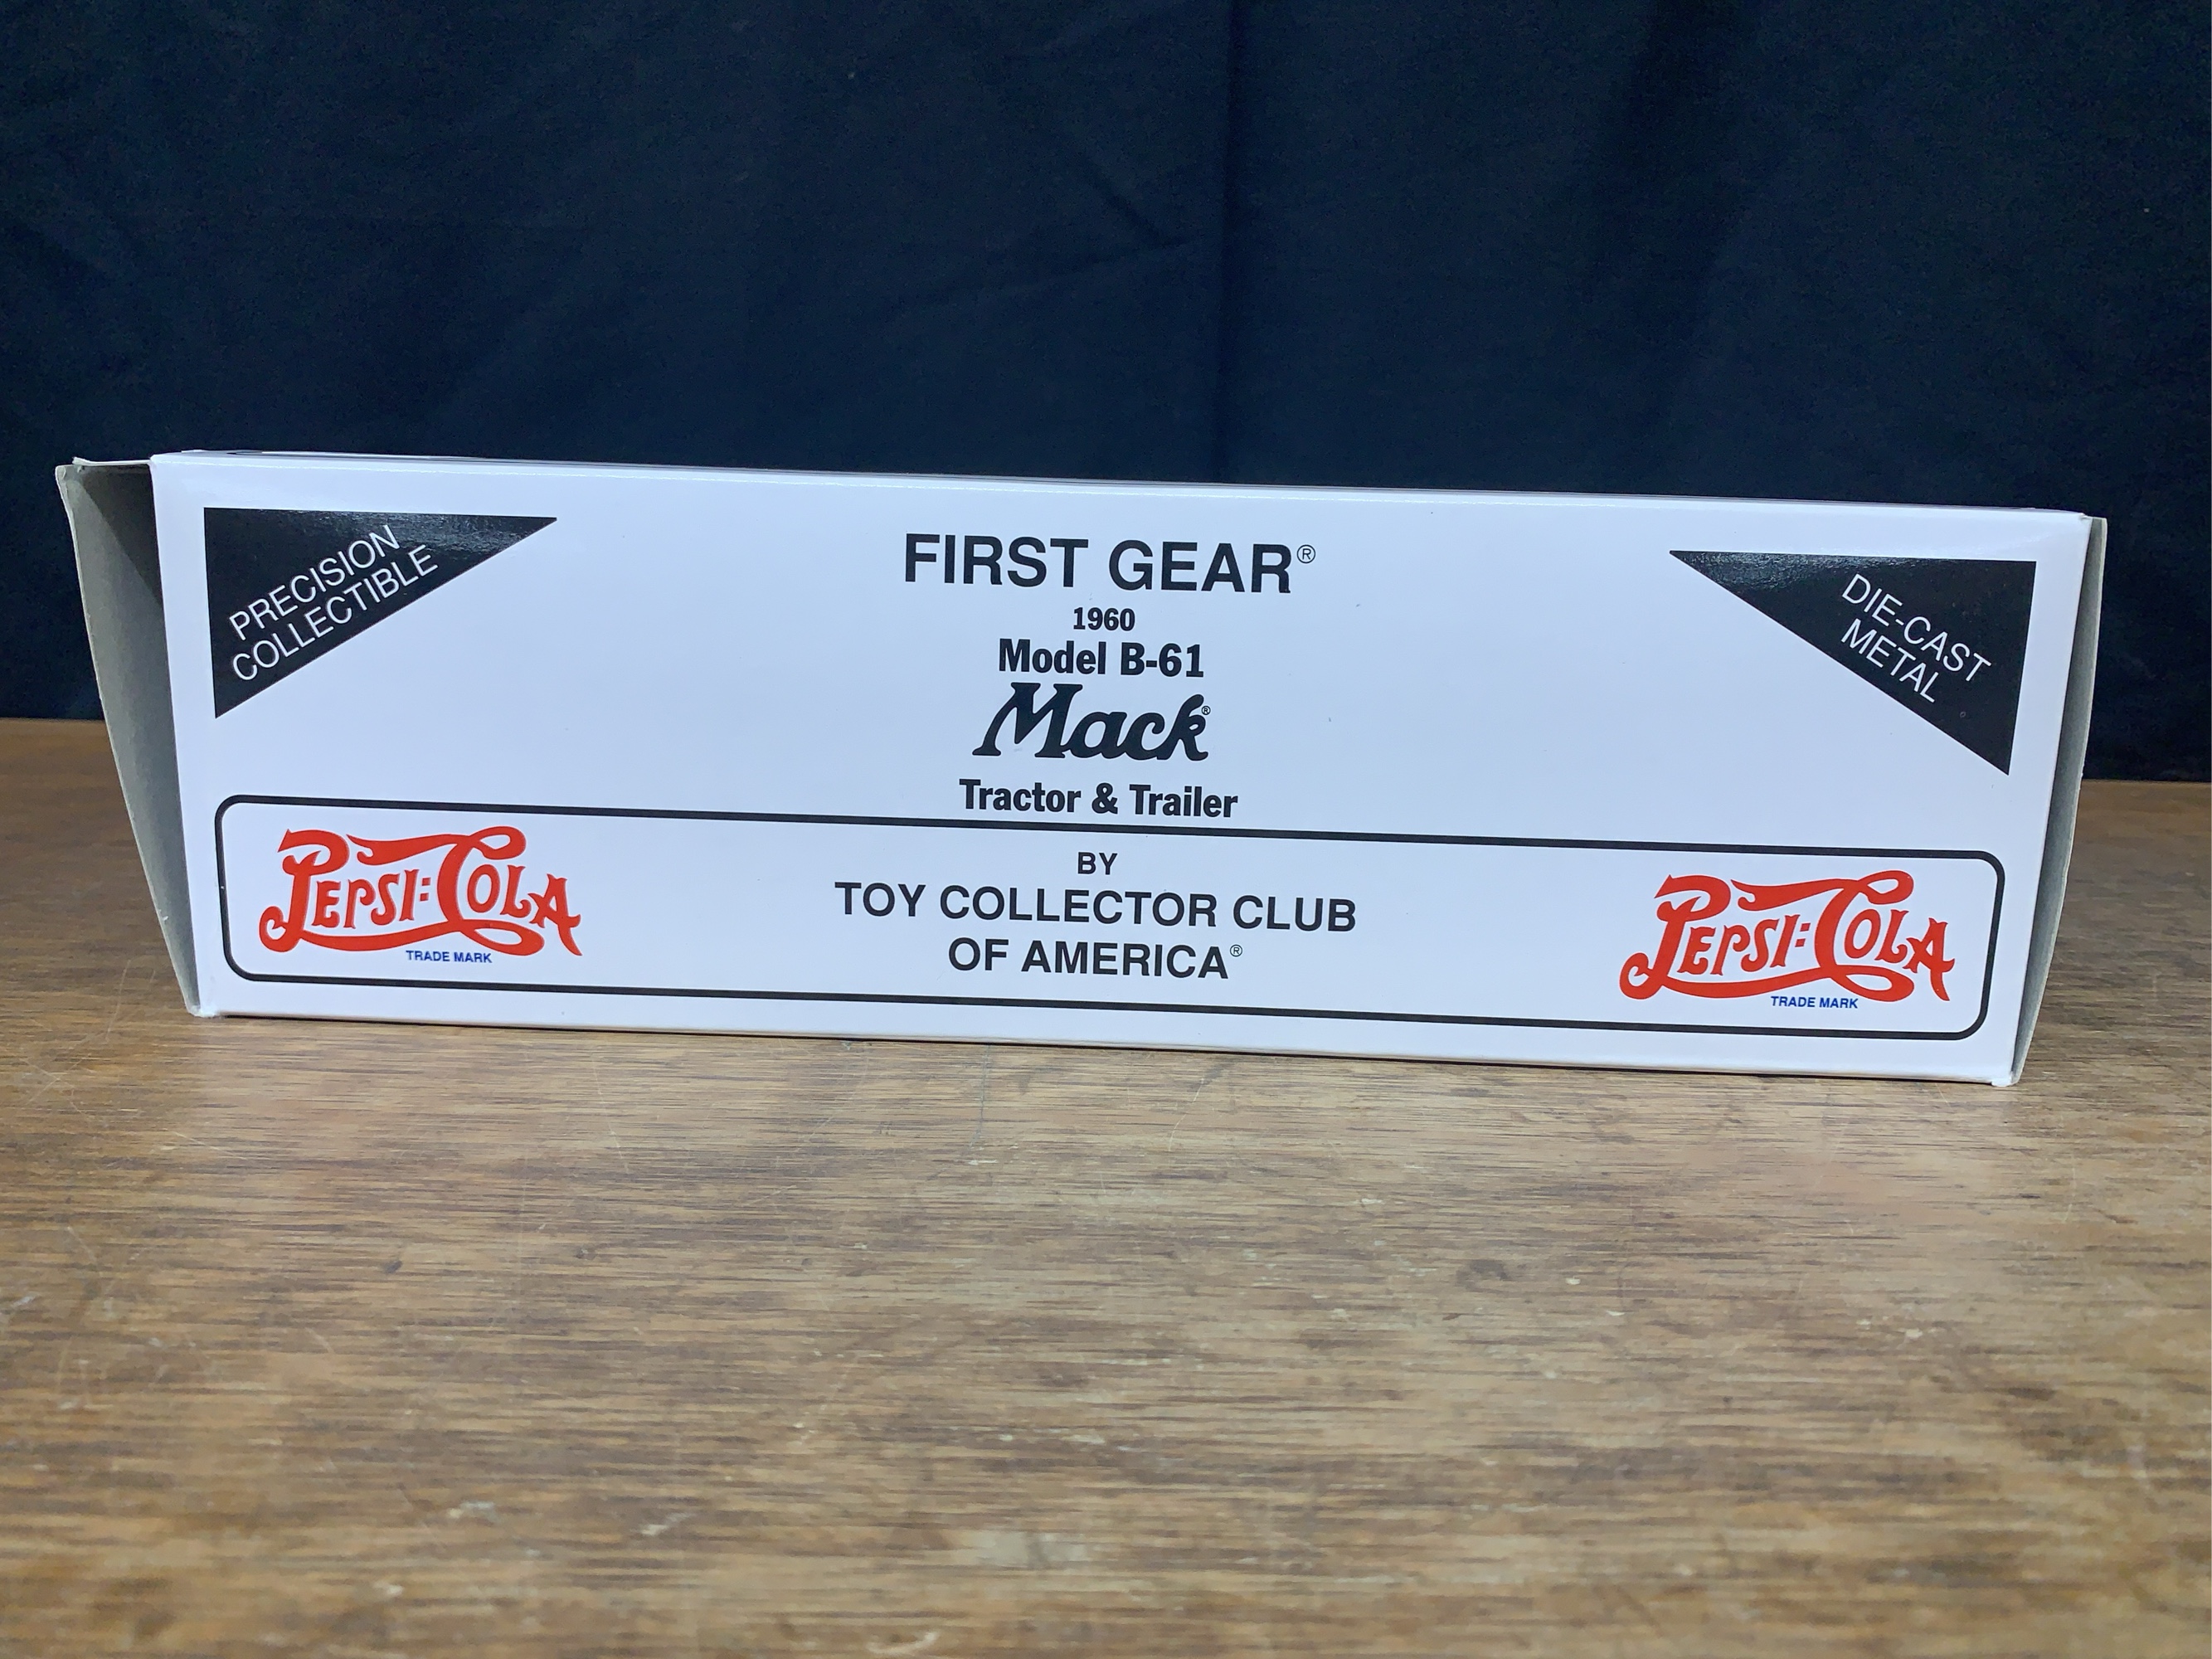 PRECISION
COLLECTIBLE
FIRST GEAR®
1960
Model B-61
Mack®
Tractor & Trailer
DIE-CAST
METAL
PEPSI:COLA
TRADE MARK
BY
TOY COLLECTOR CLUB
OF AMERICA®
PEPSI:COLA
TRADE MARK